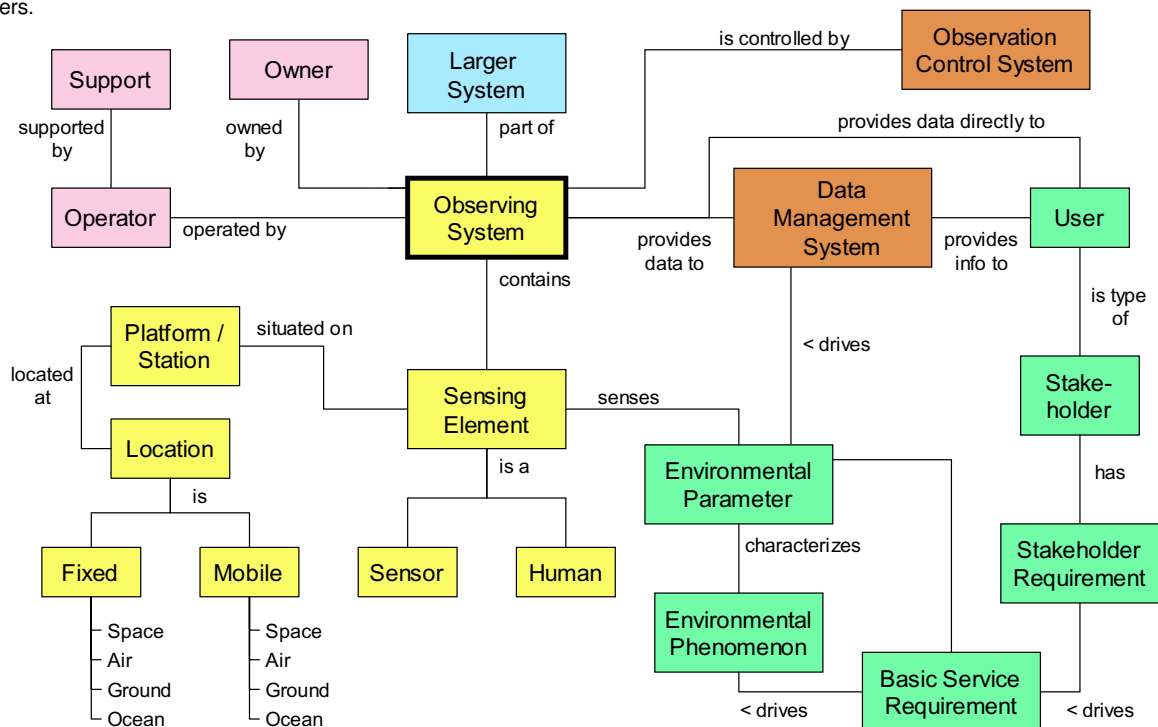 ers.
is controlled by
Observation
Control System
Support
Owner
Larger
System
supported
by
owned
by
part of
provides data directly to
Operator
operated by
Observing
System
provides
data to
Data
Management
System
provides
info to
User
contains
is type
of
Platform /
Station
situated on
< drives
located
at
Sensing
Element
senses
Stake-
holder
Location
is
is a
Environmental
Parameter
has
Fixed
Mobile
Sensor
Human
characterizes
Stakeholder
Requirement
Space
Air
Ground
Ocean
Space
Air
Ground
Ocean
Environmental
Phenomenon
Basic Service
Requirement
< drives
< drives